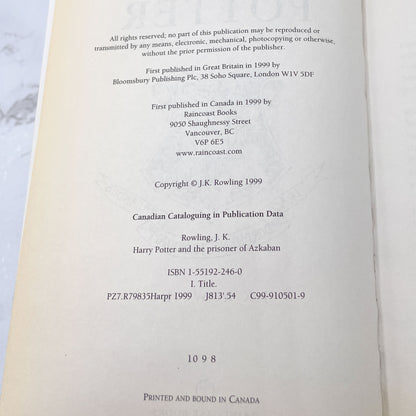 All rights reserved; no part of this publication may be reproduced or
transmitted by any means, electronic, mechanical, photocopying or otherwise,
without the prior permission of the publisher.
First published in Great Britain in 1999 by
Bloomsbury Publishing Plc, 38 Soho Square, London W1V 5DF
First published in Canada in 1999 by
Raincoast Books
9050 Shaughnessy Street
Vancouver, BC
V6P 6E5
www.raincoast.com
Copyright © J.K. Rowling 1999
Canadian Cataloguing in Publication Data
Rowling, J. K.
Harry Potter and the prisoner of Azkaban
ISBN 1-55192-246-0
I. Title.
PZ7.R79835Harpr 1999 J813'.54 C99-910501-9
10 9 8
PRINTED AND BOUND IN CANADA